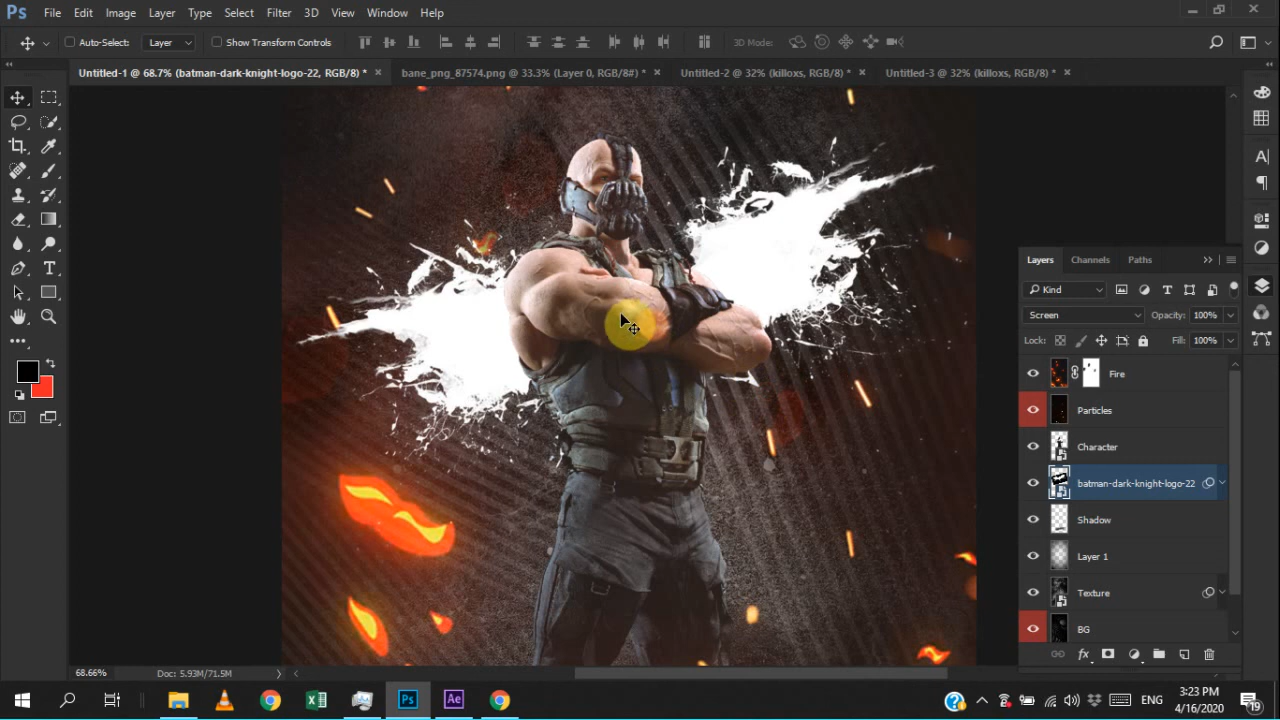 Ps File Edit Image Layer Type Select Filter 3D View Window Help
Auto-Select: Layer Show Transform Controls 3D Mode:
Untitled-1 @ 68.7% (batman-dark-knight-logo-22, RGB/8) * × bane_png_87574.png @ 33.3% (Layer 0, RGB/8#) * × Untitled-2 @ 32% (killoxs, RGB/8) * × Untitled-3 @ 32% (killoxs, RGB/8) * ×
Layers Channels Paths
Kind
Screen Opacity: 100%
Lock: Fill: 100%
Fire
Particles
Character
batman-dark-knight-logo-22
Shadow
Layer 1
Texture
BG
fx
68.66% Doc: 5.93M/71.5M
Ps Ae ENG 3:23 PM
4/16/2020 19